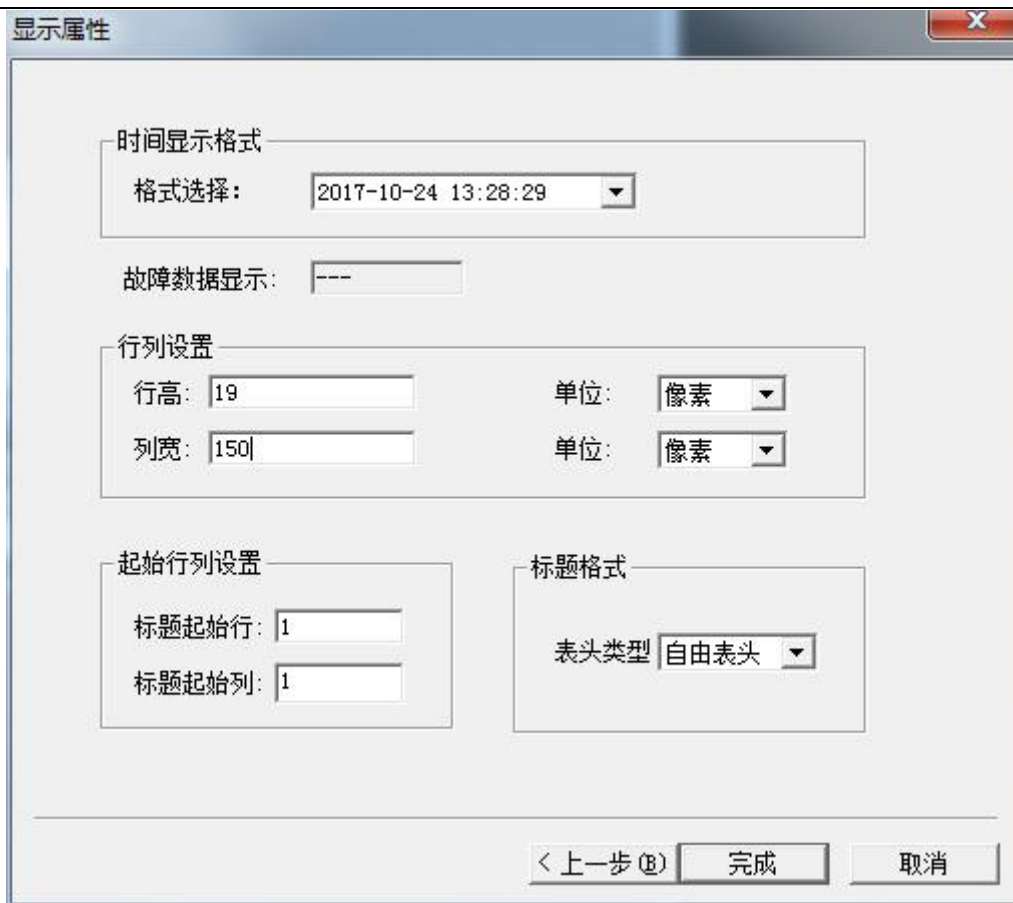 显示属性
时间显示格式
格式选择: 2017-10-24 13:28:29
故障数据显示: ---
行列设置
行高: 19 单位: 像素
列宽: 150 单位: 像素
起始行列设置
标题起始行: 1
标题起始列: 1
标题格式
表头类型 自由表头
< 上一步(B) 完成 取消